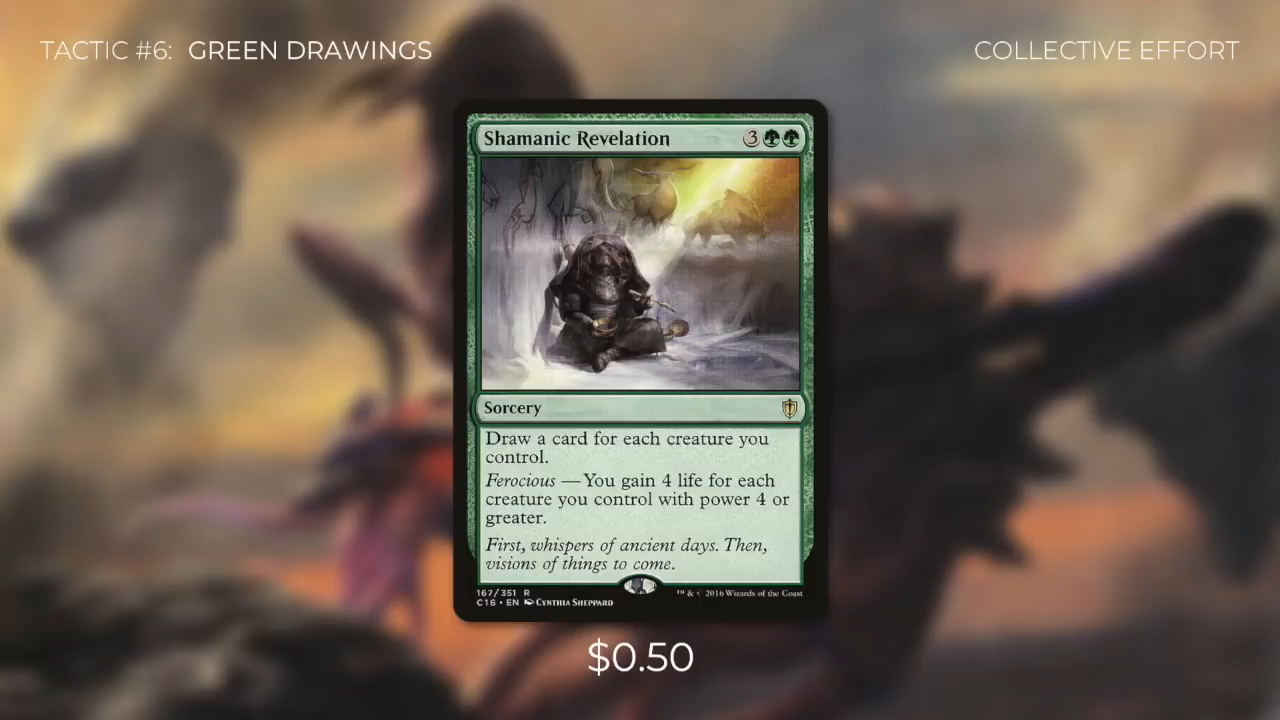 TACTIC #6: GREEN DRAWINGS
COLLECTIVE EFFORT
Shamanic Revelation 3
Sorcery
Draw a card for each creature you
control.
Ferocious — You gain 4 life for each
creature you control with power 4 or
greater.
First, whispers of ancient days. Then,
visions of things to come.
167/351 R
C16 • EN CYNTHIA SHEPPARD
™ & 2016 Wizards of the Coast
$0.50